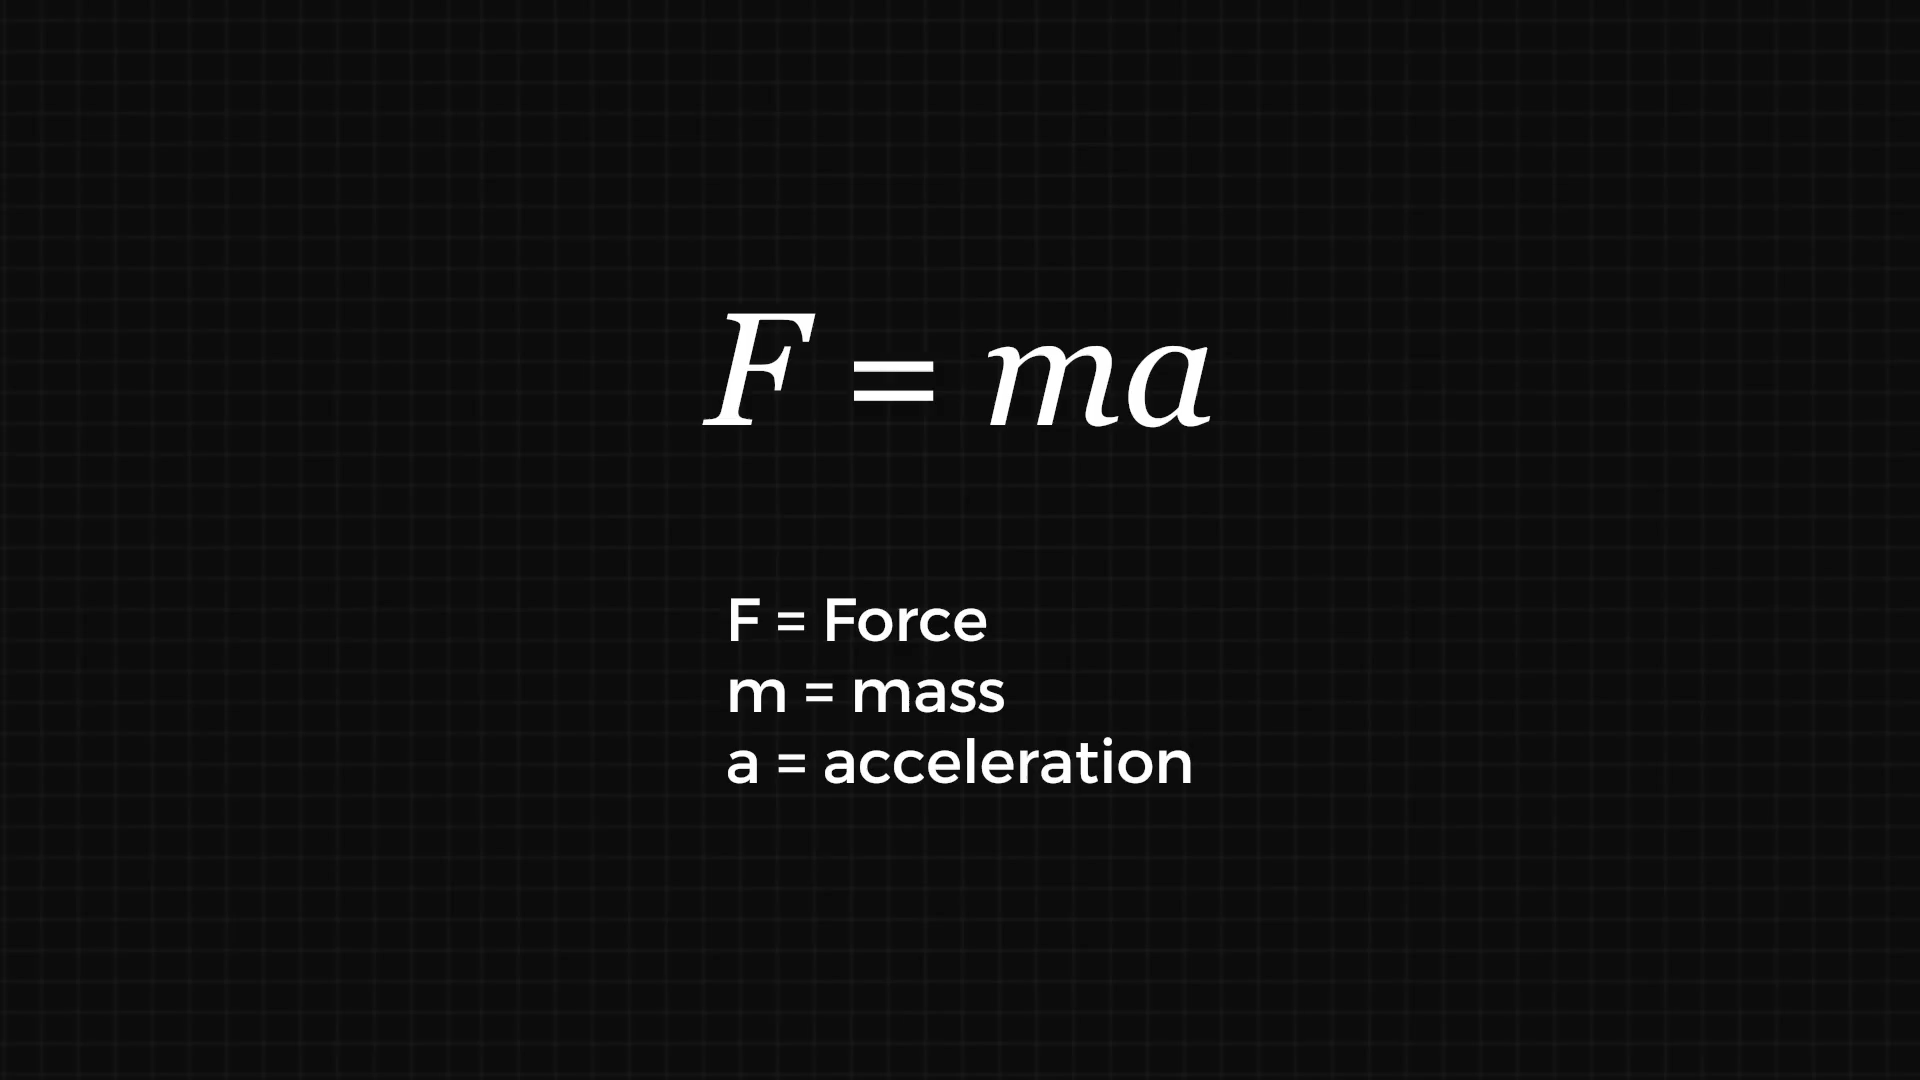 F = ma
F = Force
m = mass
a = acceleration